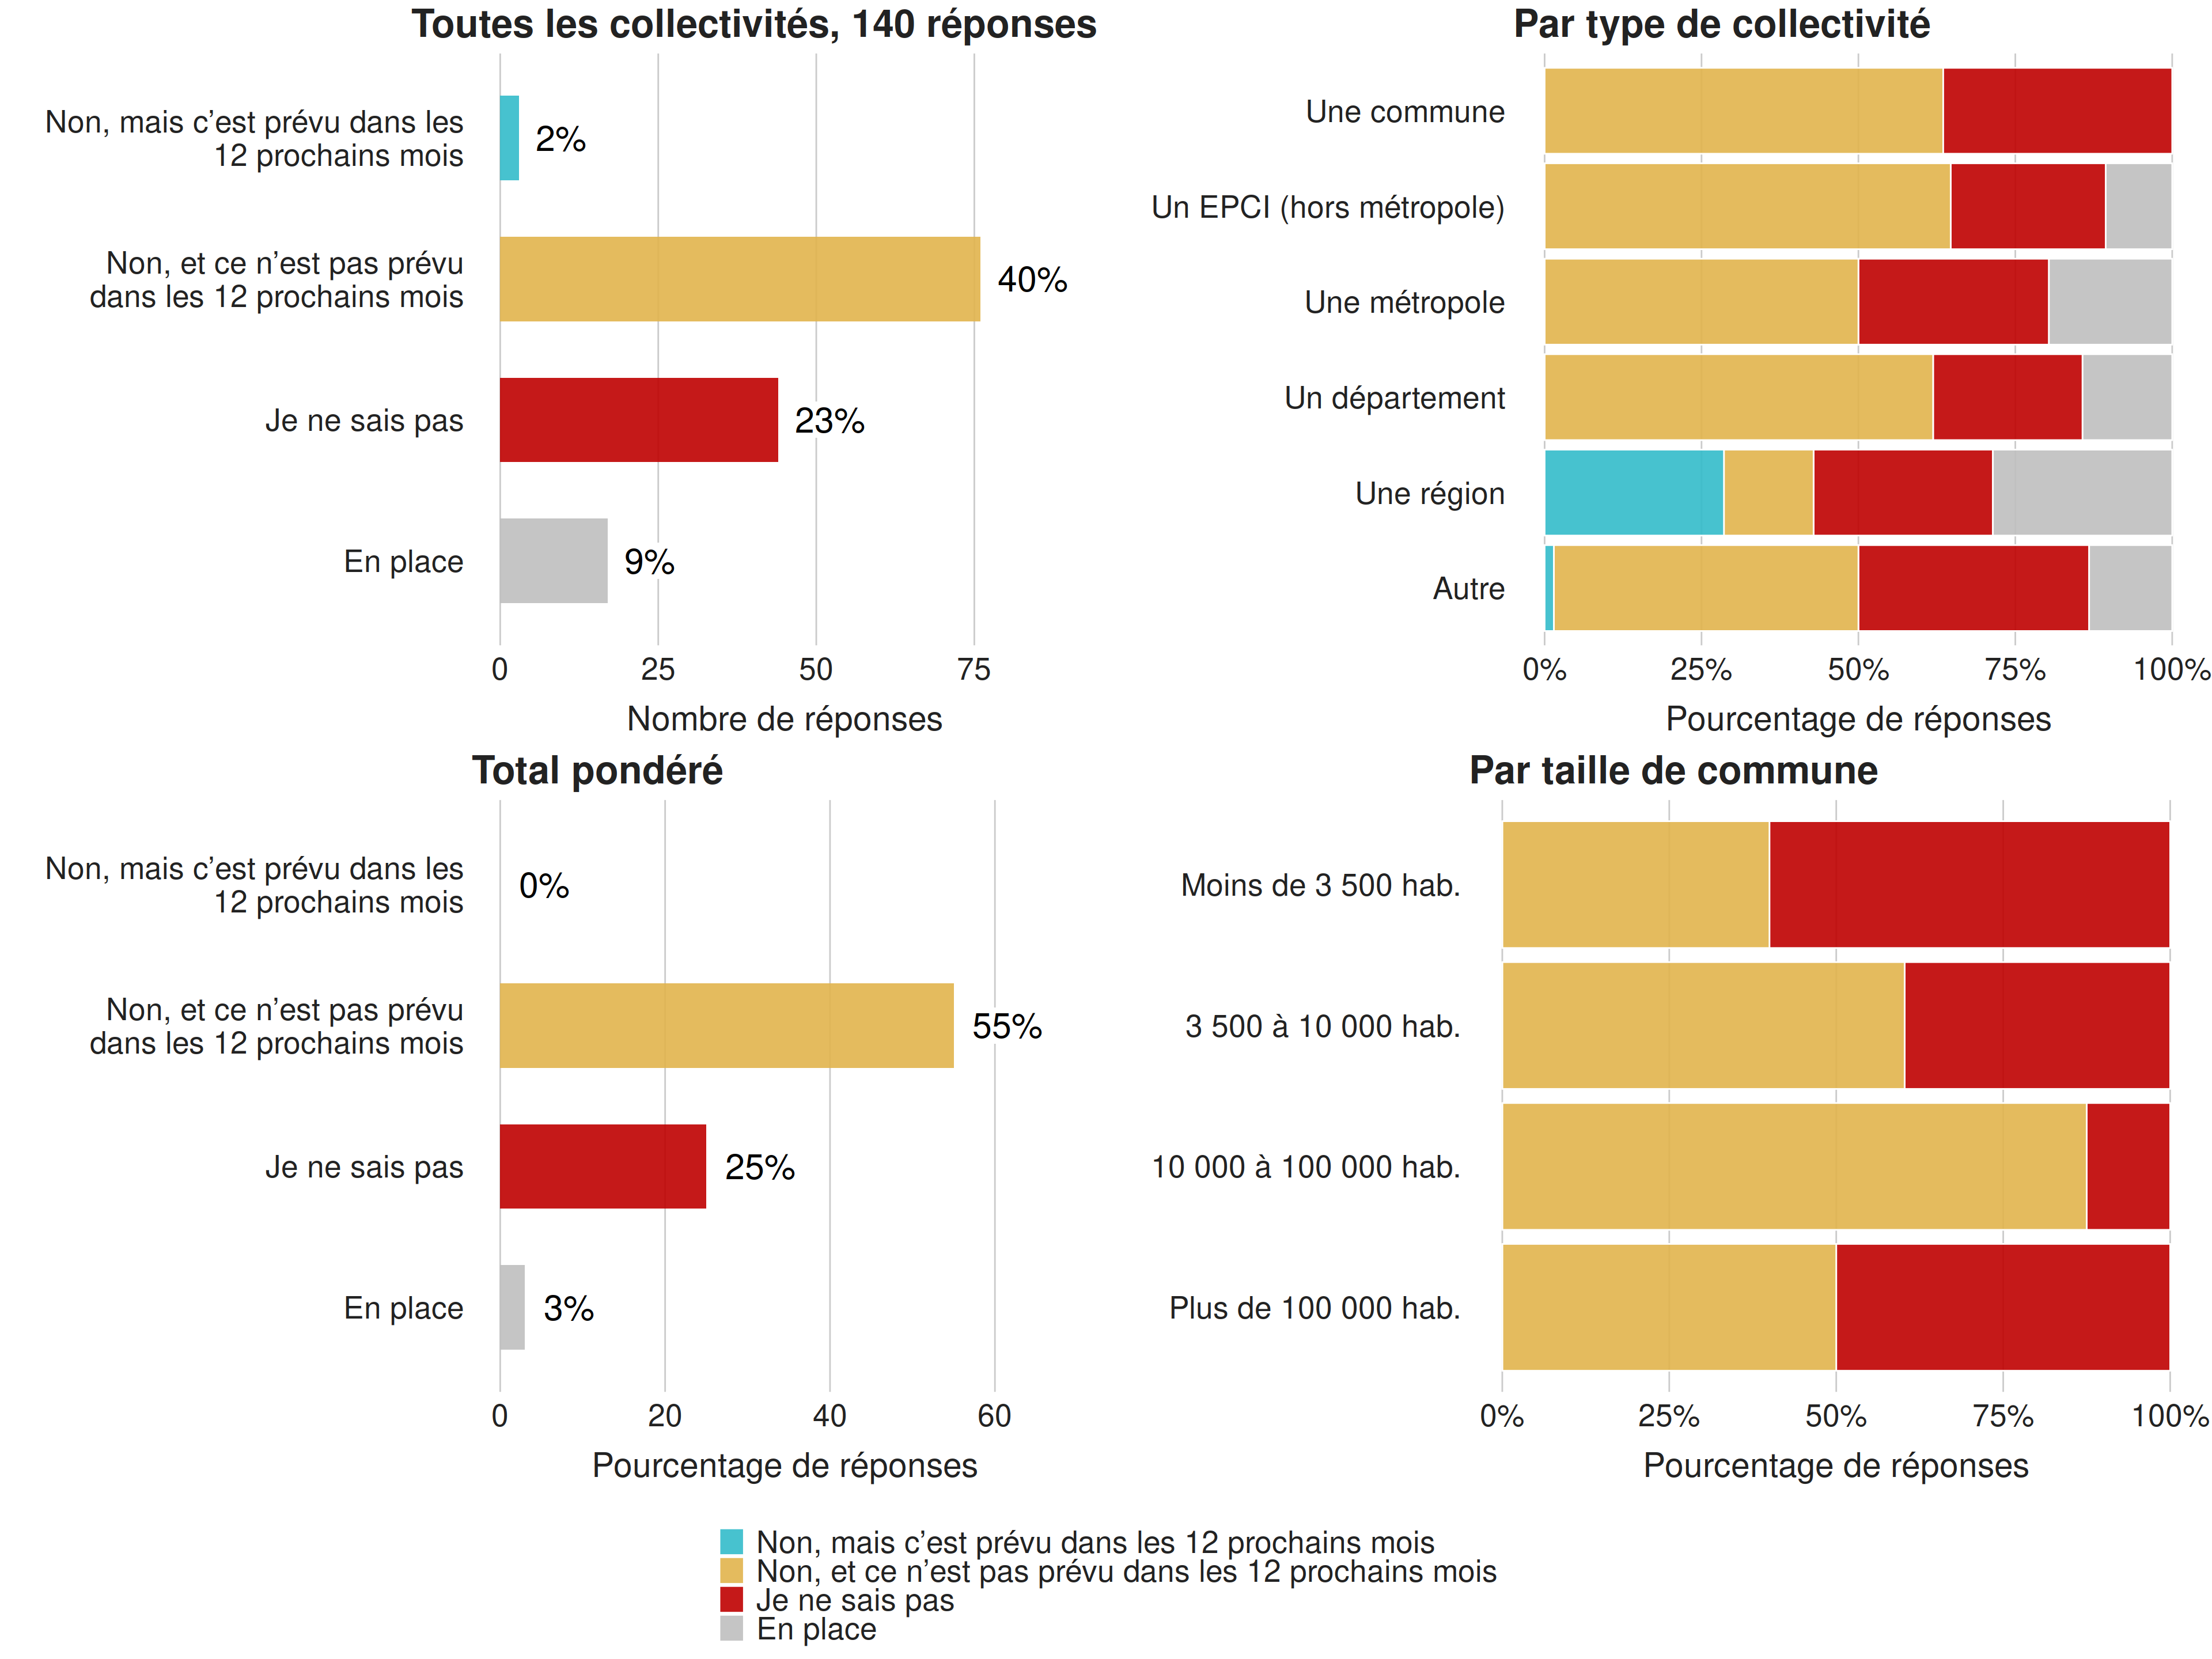 Toutes les collectivités, 140 réponses
Non, mais c’est prévu dans les
12 prochains mois
2%
Non, et ce n’est pas prévu
dans les 12 prochains mois
40%
Je ne sais pas
23%
En place
9%
0 25 50 75
Nombre de réponses
Par type de collectivité
Une commune
Un EPCI (hors métropole)
Une métropole
Un département
Une région
Autre
0% 25% 50% 75% 100%
Pourcentage de réponses
Total pondéré
Non, mais c’est prévu dans les
12 prochains mois
0%
Non, et ce n’est pas prévu
dans les 12 prochains mois
55%
Je ne sais pas
25%
En place
3%
0 20 40 60
Pourcentage de réponses
Par taille de commune
Moins de 3 500 hab.
3 500 à 10 000 hab.
10 000 à 100 000 hab.
Plus de 100 000 hab.
0% 25% 50% 75% 100%
Pourcentage de réponses
Non, mais c’est prévu dans les 12 prochains mois
Non, et ce n’est pas prévu dans les 12 prochains mois
Je ne sais pas
En place